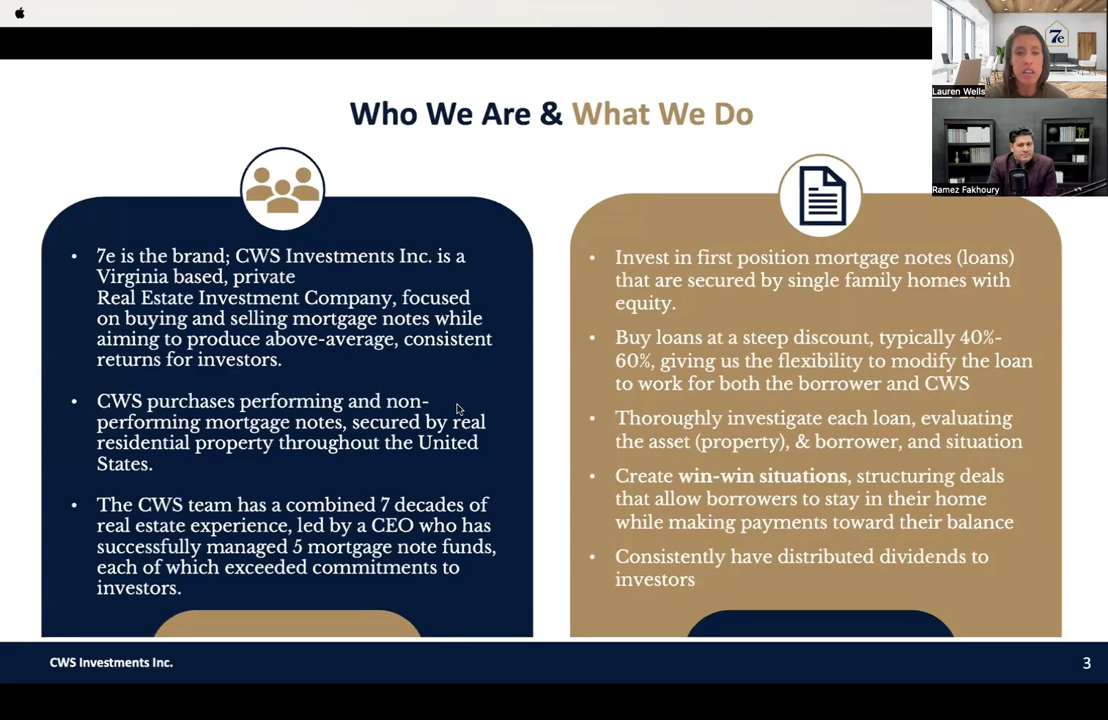 7e
Lauren Wells
Ramez Fakhoury
Who We Are & What We Do
• 7e is the brand; CWS Investments Inc. is a
Virginia based, private
Real Estate Investment Company, focused
on buying and selling mortgage notes while
aiming to produce above-average, consistent
returns for investors.
• CWS purchases performing and non-
performing mortgage notes, secured by real
residential property throughout the United
States.
• The CWS team has a combined 7 decades of
real estate experience, led by a CEO who has
successfully managed 5 mortgage note funds,
each of which exceeded commitments to
investors.
• Invest in first position mortgage notes (loans)
that are secured by single family homes with
equity.
• Buy loans at a steep discount, typically 40%-
60%, giving us the flexibility to modify the loan
to work for both the borrower and CWS
• Thoroughly investigate each loan, evaluating
the asset (property), & borrower, and situation
• Create win-win situations, structuring deals
that allow borrowers to stay in their home
while making payments toward their balance
• Consistently have distributed dividends to
investors
CWS Investments Inc.
3